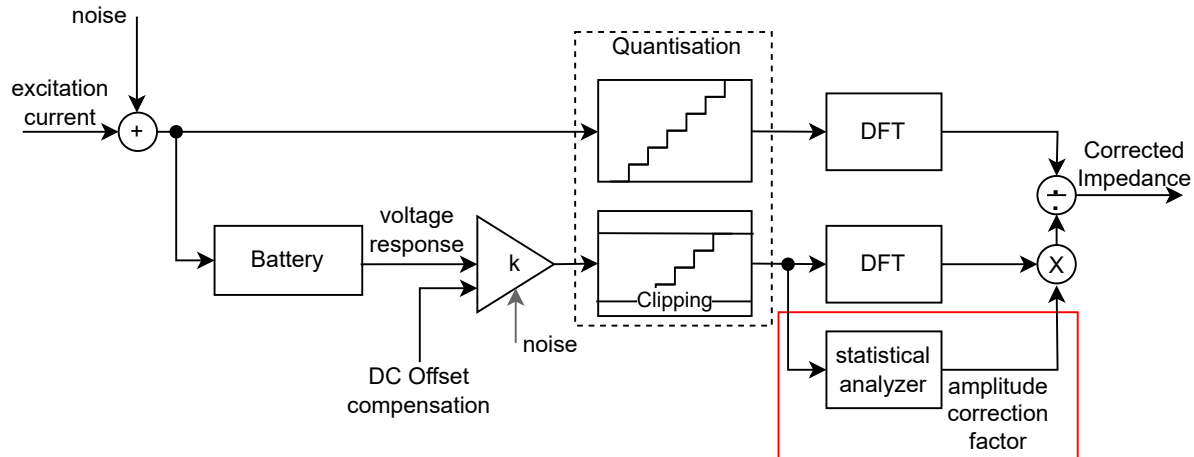 noise
Quantisation
excitation
current
+
DFT
÷
Corrected
Impedance
voltage
response
Battery
k
Clipping
DFT
X
noise
DC Offset
compensation
statistical
analyzer
amplitude
correction
factor